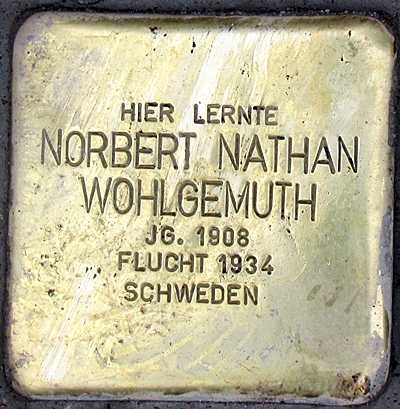 HIER LERNTE
NORBERT NATHAN
WOHLGEMUTH
JG. 1908
FLUCHT 1934
SCHWEDEN